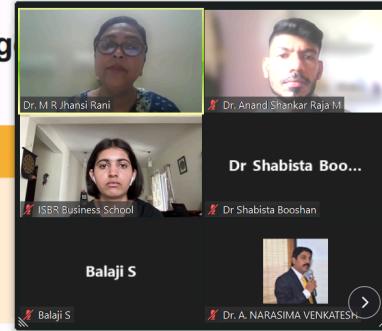 g
Dr. M R Jhansi Rani
Dr. Anand Shankar Raja M
ISBR Business School
Dr Shabista Boo...
Dr Shabista Booshan
Balaji S
Balaji S
Dr. A. NARASIMA VENKATESH